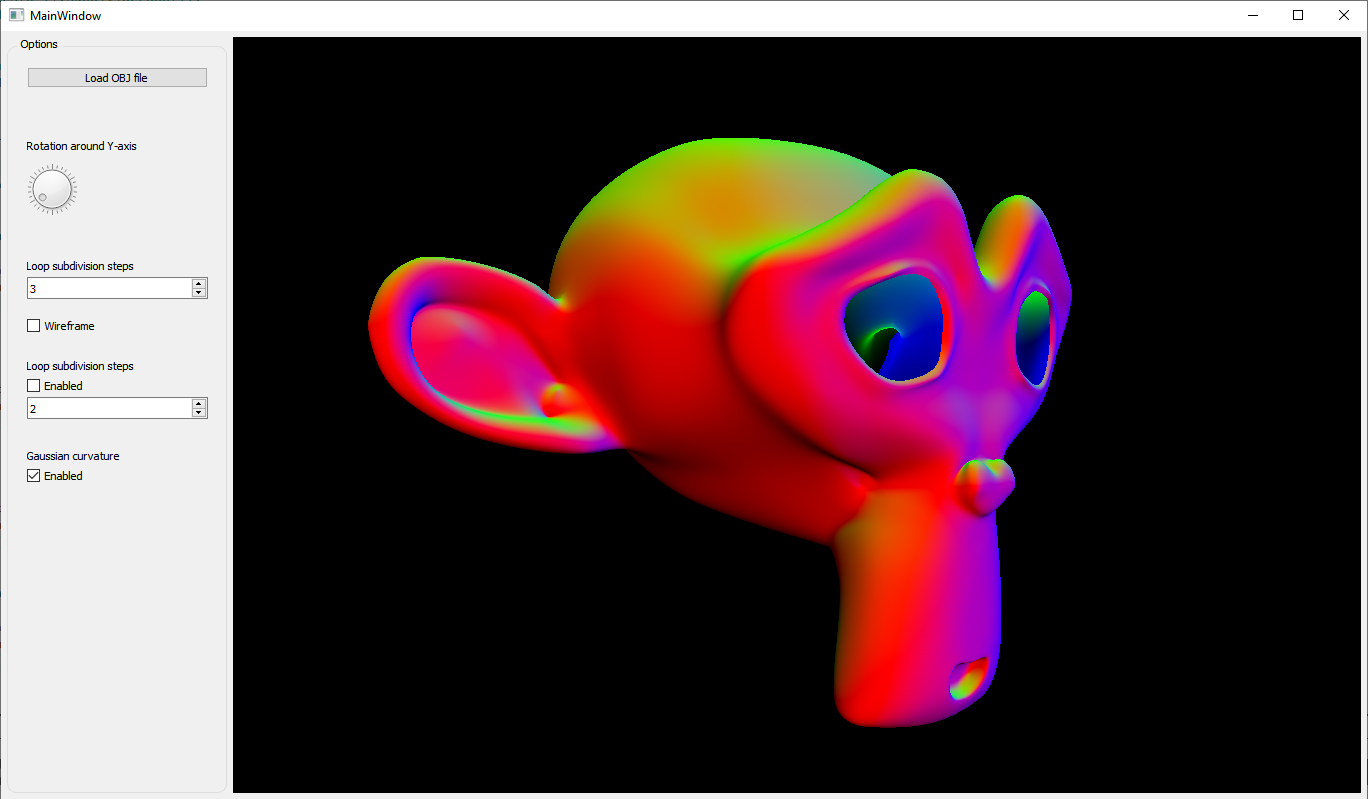 MainWindow
Options
Load OBJ file
Rotation around Y-axis
Loop subdivision steps
3
Wireframe
Loop subdivision steps
Enabled
2
Gaussian curvature
Enabled